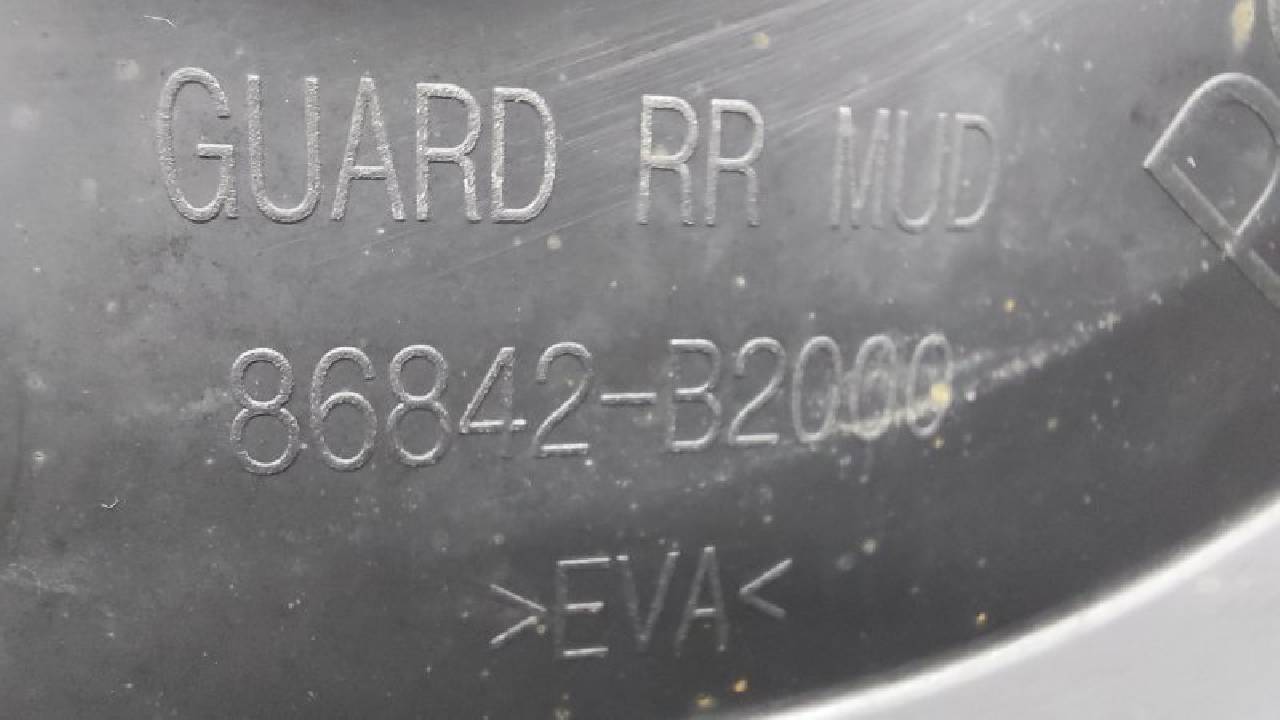 GUARD RR MUD
86842-B2000
>EVA<